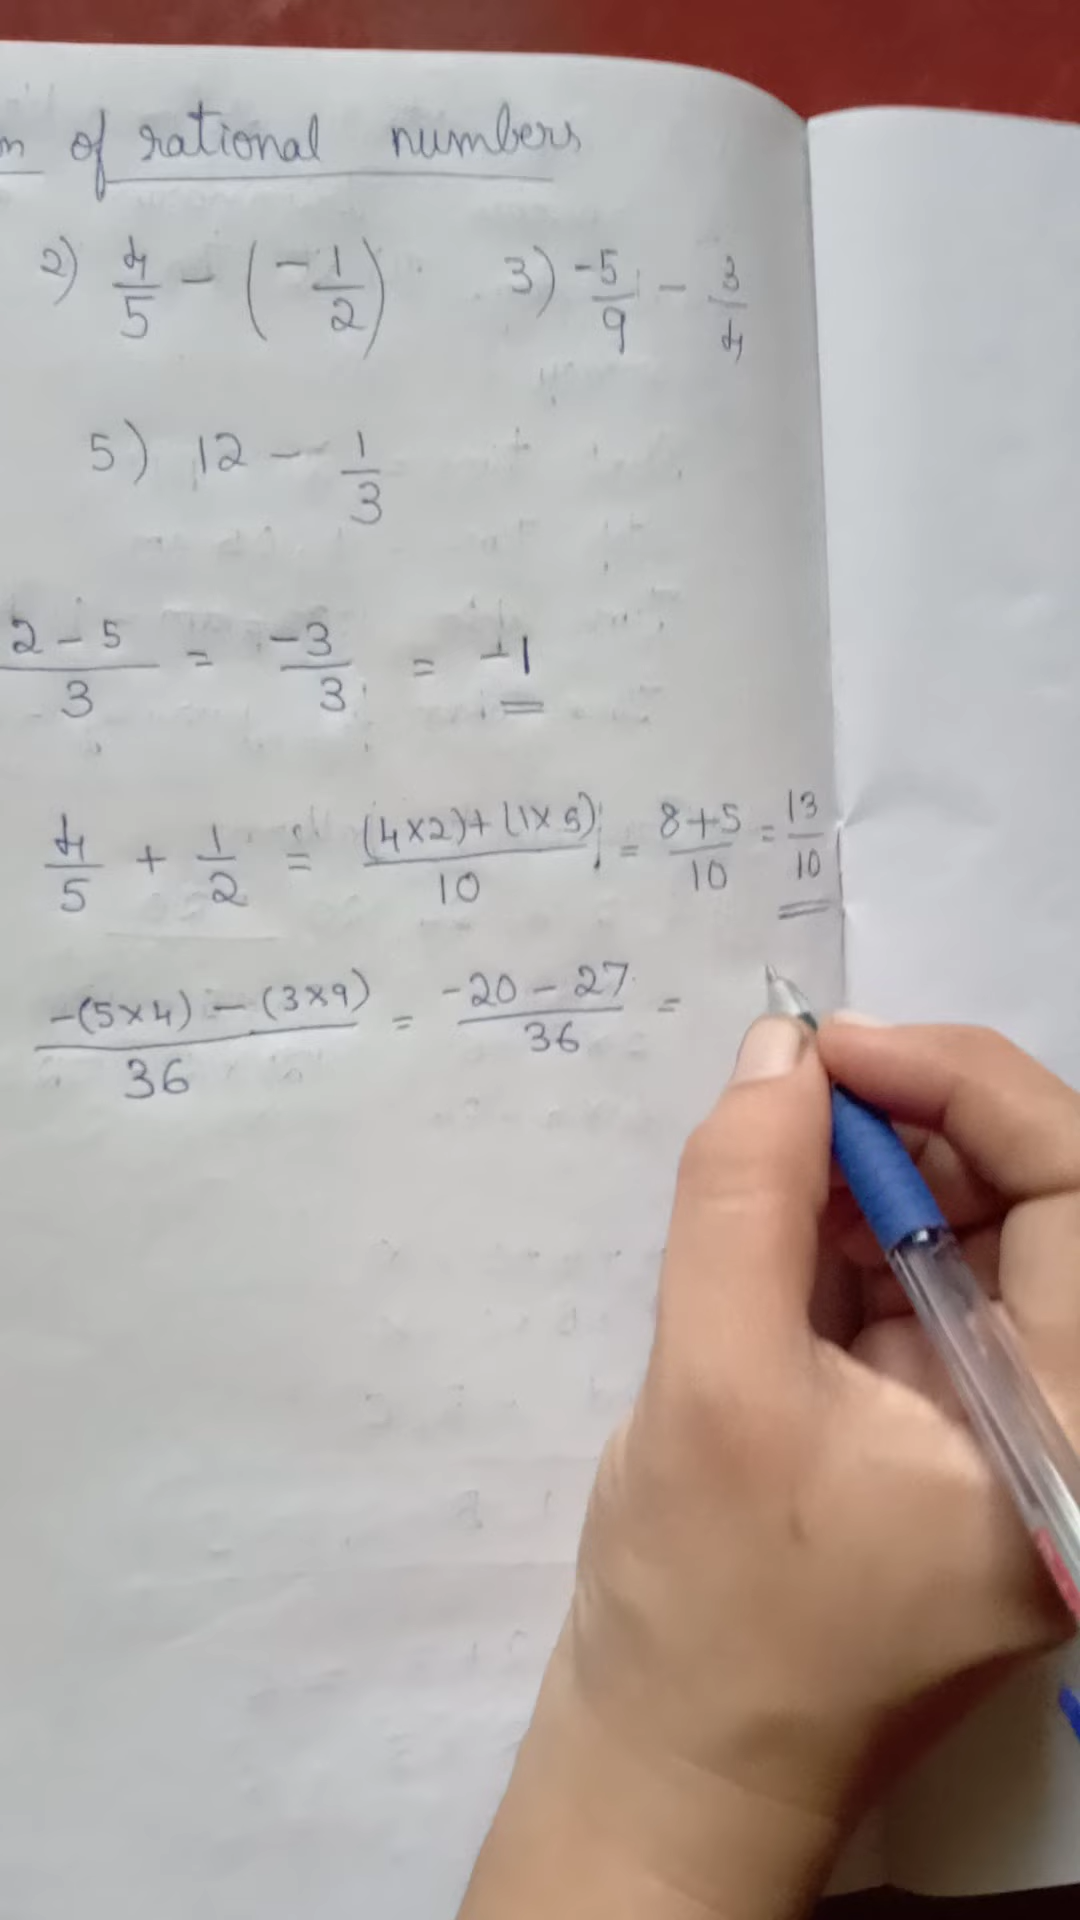 of rational numbers
2) 4/5 - (-1/2) 3) -5/9 - 3/4
5) 12 - 1/3
2 - 5/3 = -3/3 = -1
4/5 + 1/2 = (4×2)+(1×5)/10 = 8+5/10 = 13/10
-(5×4) - (3×9)/36 = -20 - 27/36 =